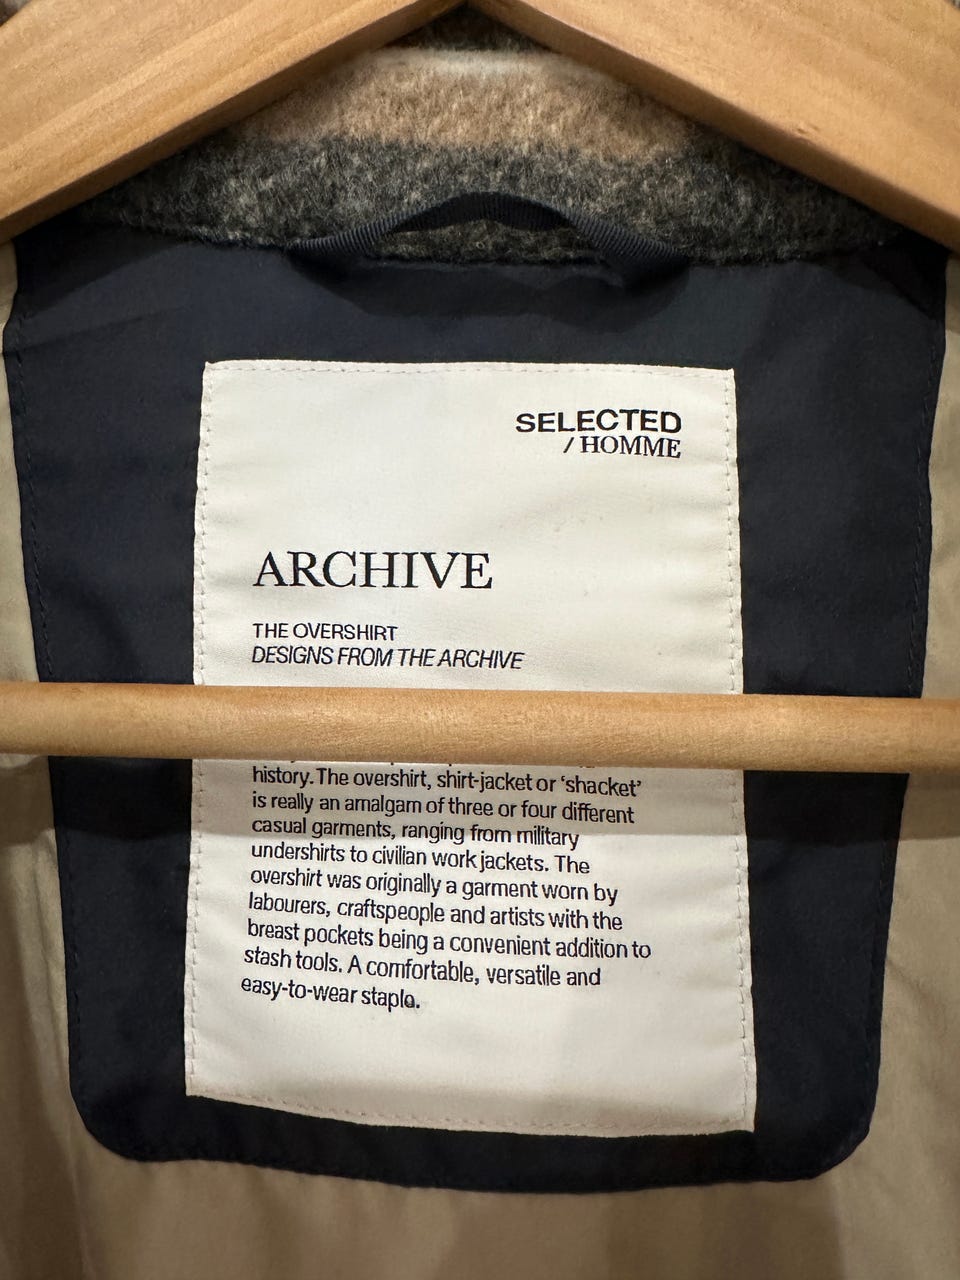 SELECTED
/ HOMME
ARCHIVE
THE OVERSHIRT
DESIGNS FROM THE ARCHIVE
history. The overshirt, shirt-jacket or ‘shacket’
is really an amalgam of three or four different
casual garments, ranging from military
undershirts to civilian work jackets. The
overshirt was originally a garment worn by
labourers, craftspeople and artists with the
breast pockets being a convenient addition to
stash tools. A comfortable, versatile and
easy-to-wear staple.